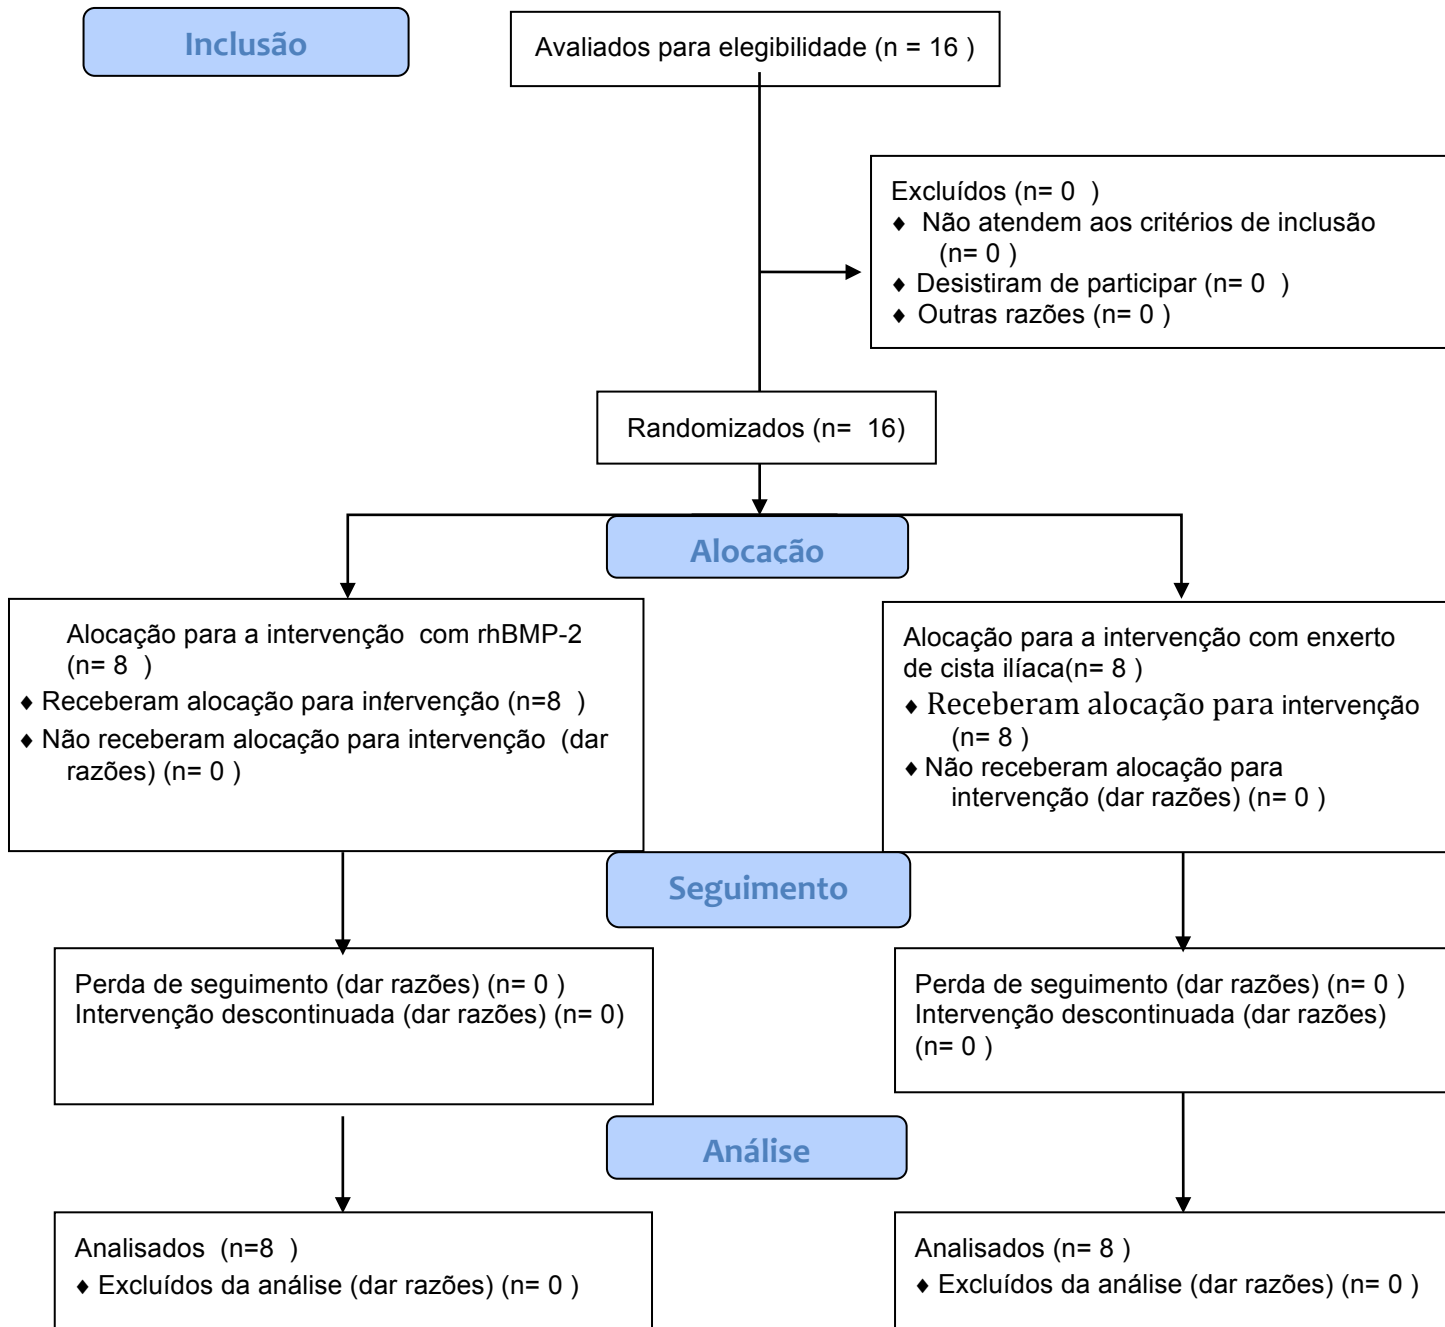 Inclusão
Avaliados para elegibilidade (n = 16 )
Excluídos (n= 0 )
♦ Não atendem aos critérios de inclusão
(n= 0 )
♦ Desistiram de participar (n= 0 )
♦ Outras razões (n= 0 )
Randomizados (n= 16)
Alocação
Alocação para a intervenção com rhBMP-2
(n= 8 )
♦ Receberam alocação para intervenção (n=8 )
♦ Não receberam alocação para intervenção (dar
razões) (n= 0 )
Alocação para a intervenção com enxerto
de cista ilíaca(n= 8 )
♦ Receberam alocação para intervenção
(n= 8 )
♦ Não receberam alocação para
intervenção (dar razões) (n= 0 )
Seguimento
Perda de seguimento (dar razões) (n= 0 )
Intervenção descontinuada (dar razões) (n= 0)
Perda de seguimento (dar razões) (n= 0 )
Intervenção descontinuada (dar razões)
(n= 0 )
Análise
Analisados (n=8 )
♦ Excluídos da análise (dar razões) (n= 0 )
Analisados (n= 8 )
♦ Excluídos da análise (dar razões) (n= 0 )